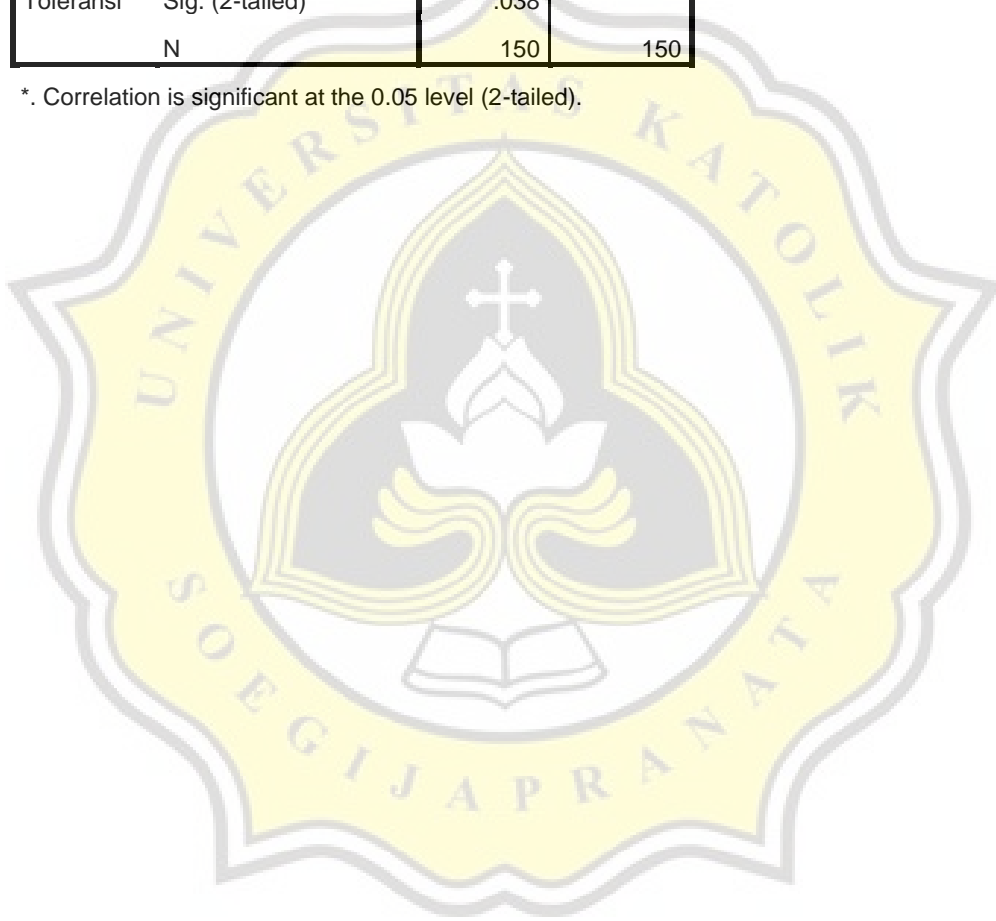 Toleransi Sig. (2-tailed) .038
N 150 150
*. Correlation is significant at the 0.05 level (2-tailed).
UNIVERSITAS KATOLIK
SOEGIJAPRANATA